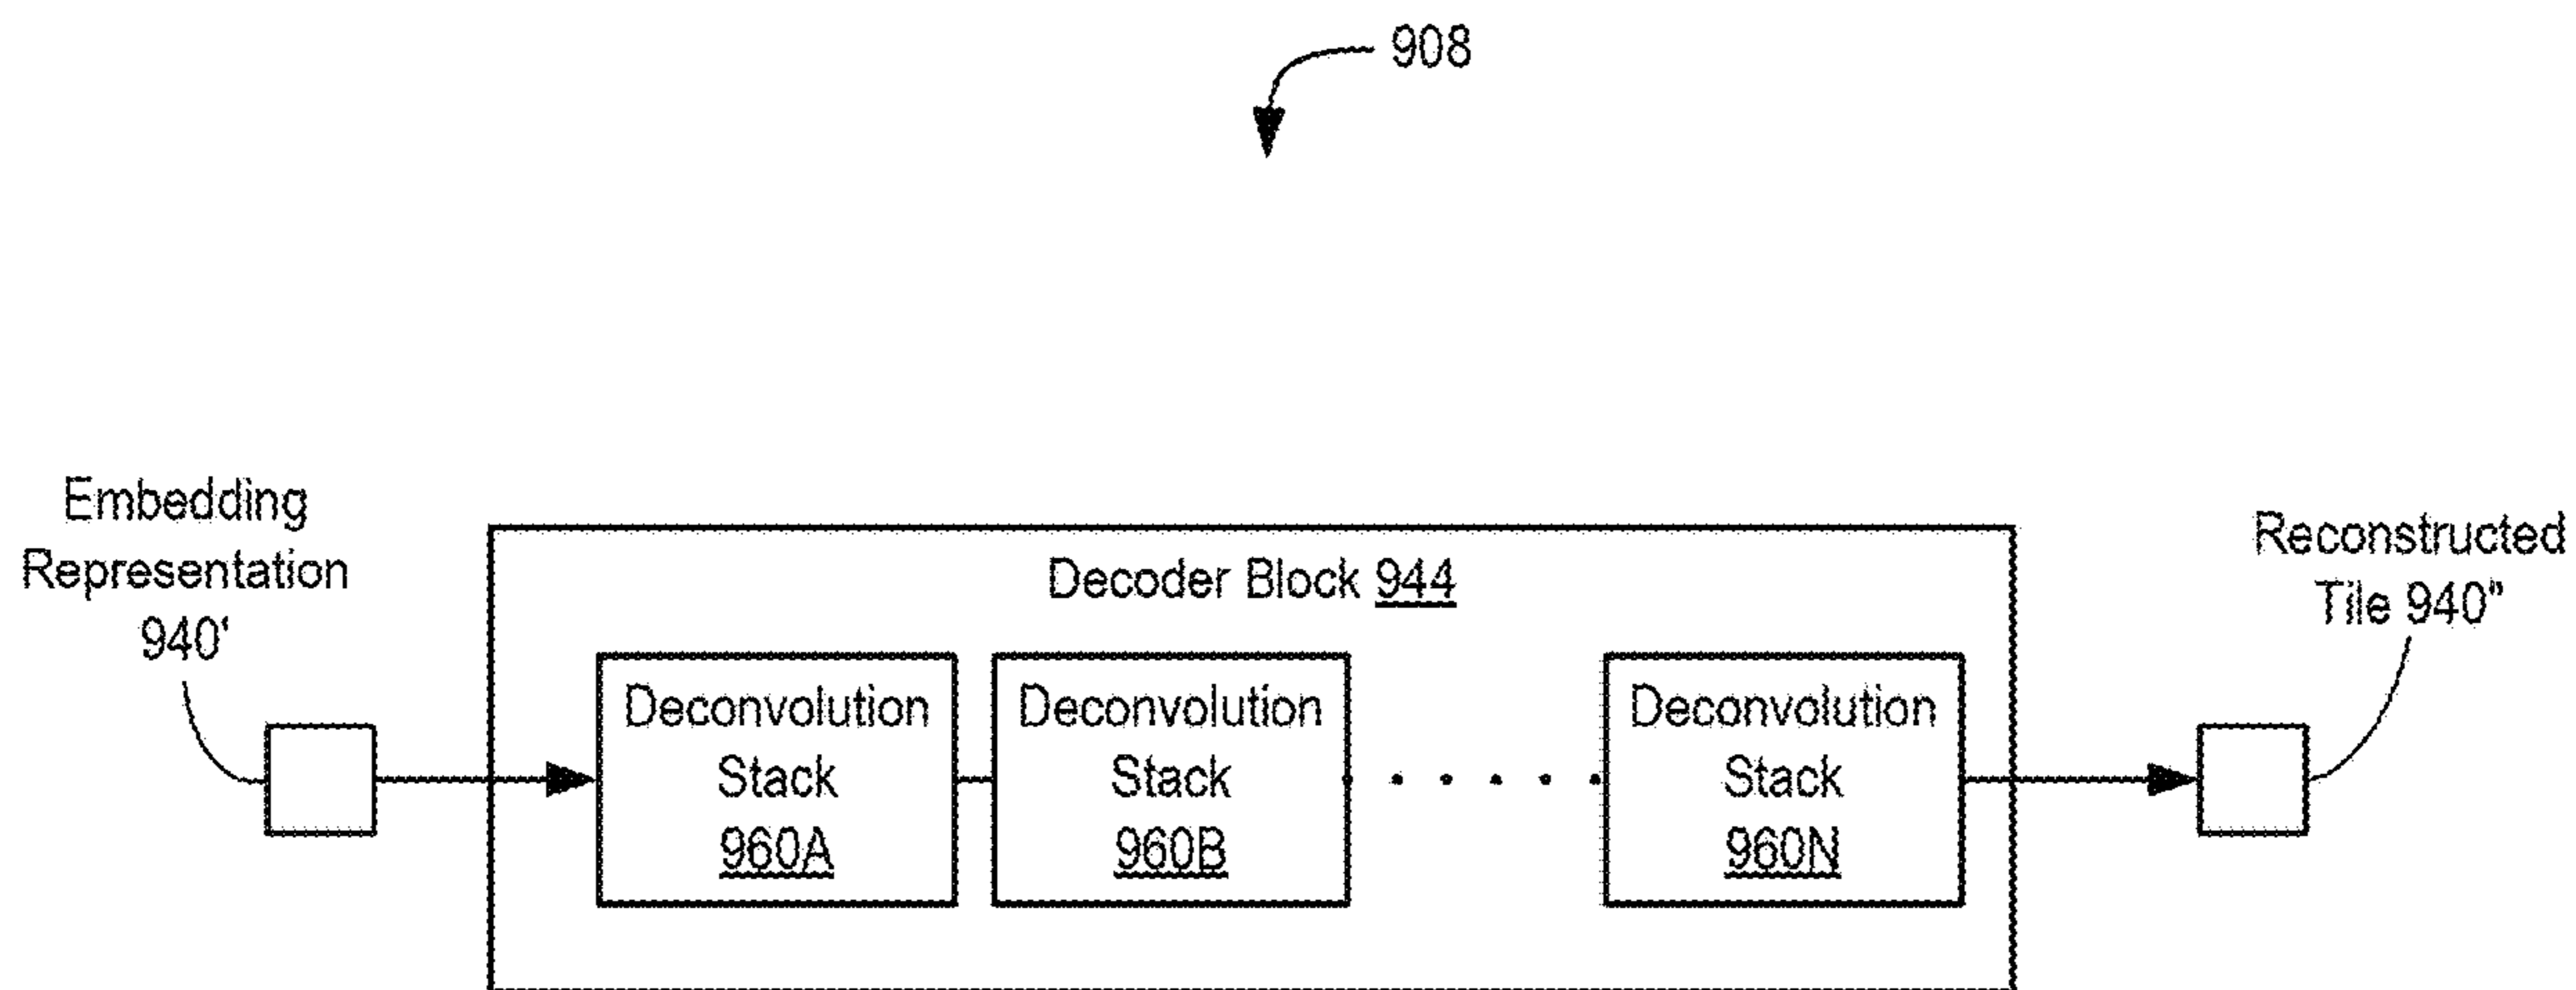 908
Embedding
Representation
940'
Decoder Block 944
Reconstructed
Tile 940"
Deconvolution
Stack
960A
Deconvolution
Stack
960B
Deconvolution
Stack
960N